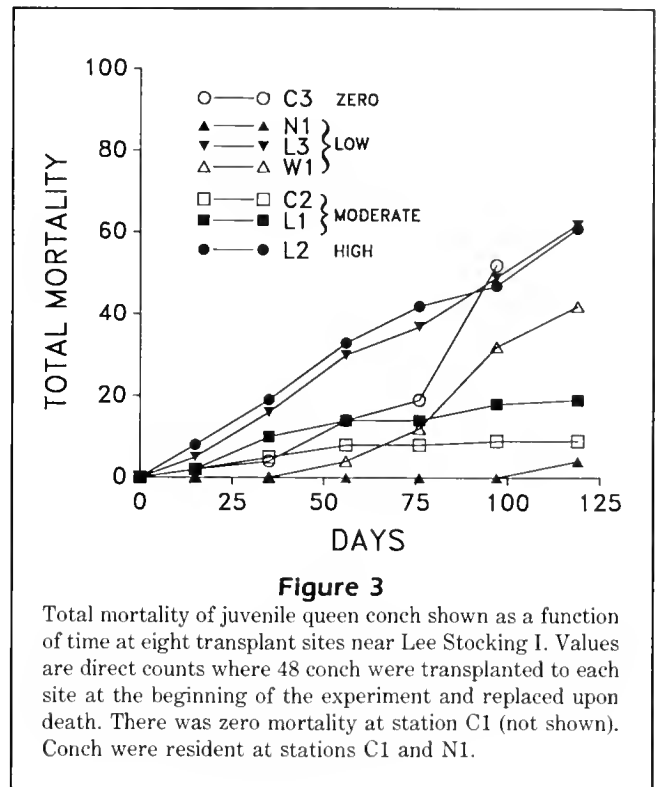 100
80
60
40
20
0
TOTAL MORTALITY
C3 ZERO
N1
L3 LOW
W1
C2
L1 MODERATE
L2 HIGH
0 25 50 75 100 125
DAYS
Figure 3
Total mortality of juvenile queen conch shown as a function
of time at eight transplant sites near Lee Stocking I. Values
are direct counts where 48 conch were transplanted to each
site at the beginning of the experiment and replaced upon
death. There was zero mortality at station C1 (not shown).
Conch were resident at stations C1 and N1.